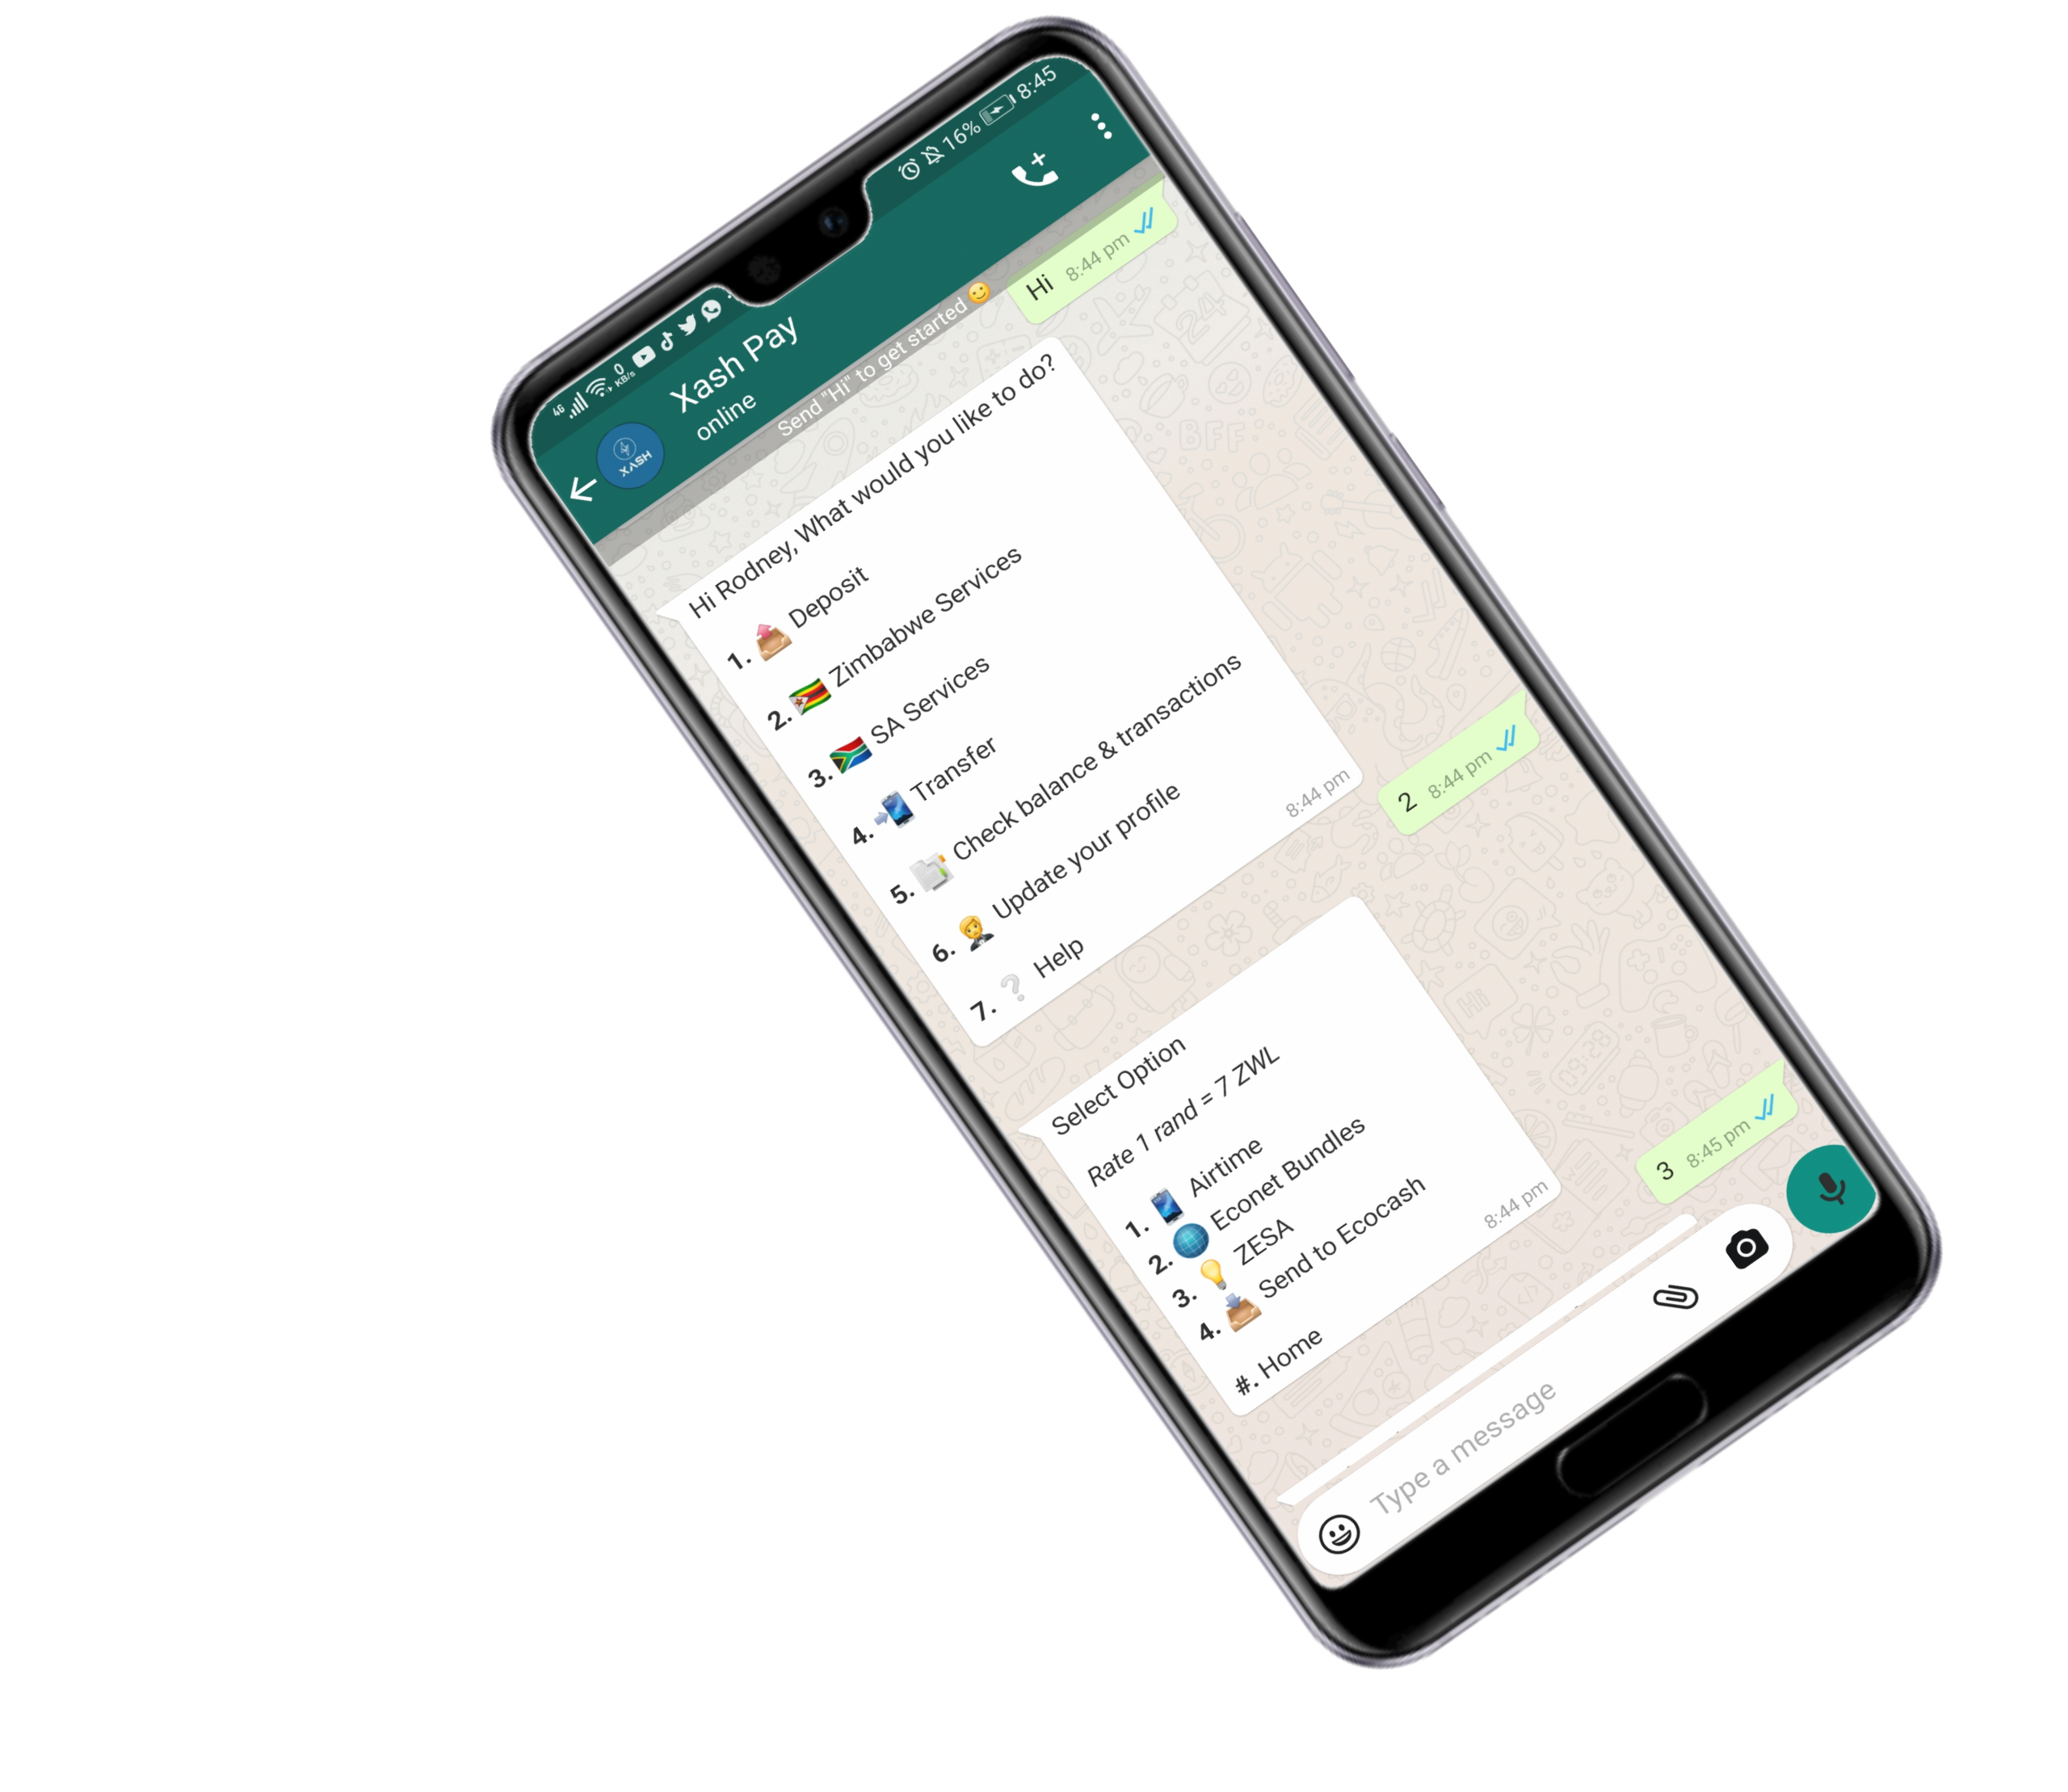 4G 0 KB/s 16% 8:45
Xash Pay
online
XASH
Send "Hi" to get started
Hi 8:44 pm
Hi Rodney, What would you like to do?
1. Deposit
2. Zimbabwe Services
3. SA Services
4. Transfer
5. Check balance & transactions
6. Update your profile
7. ? Help
8:44 pm
2 8:44 pm
Select Option
Rate 1 rand = 7 ZWL
1. Airtime
2. Econet Bundles
3. ZESA
4. Send to Ecocash
#. Home
8:44 pm
3 8:45 pm
Type a message